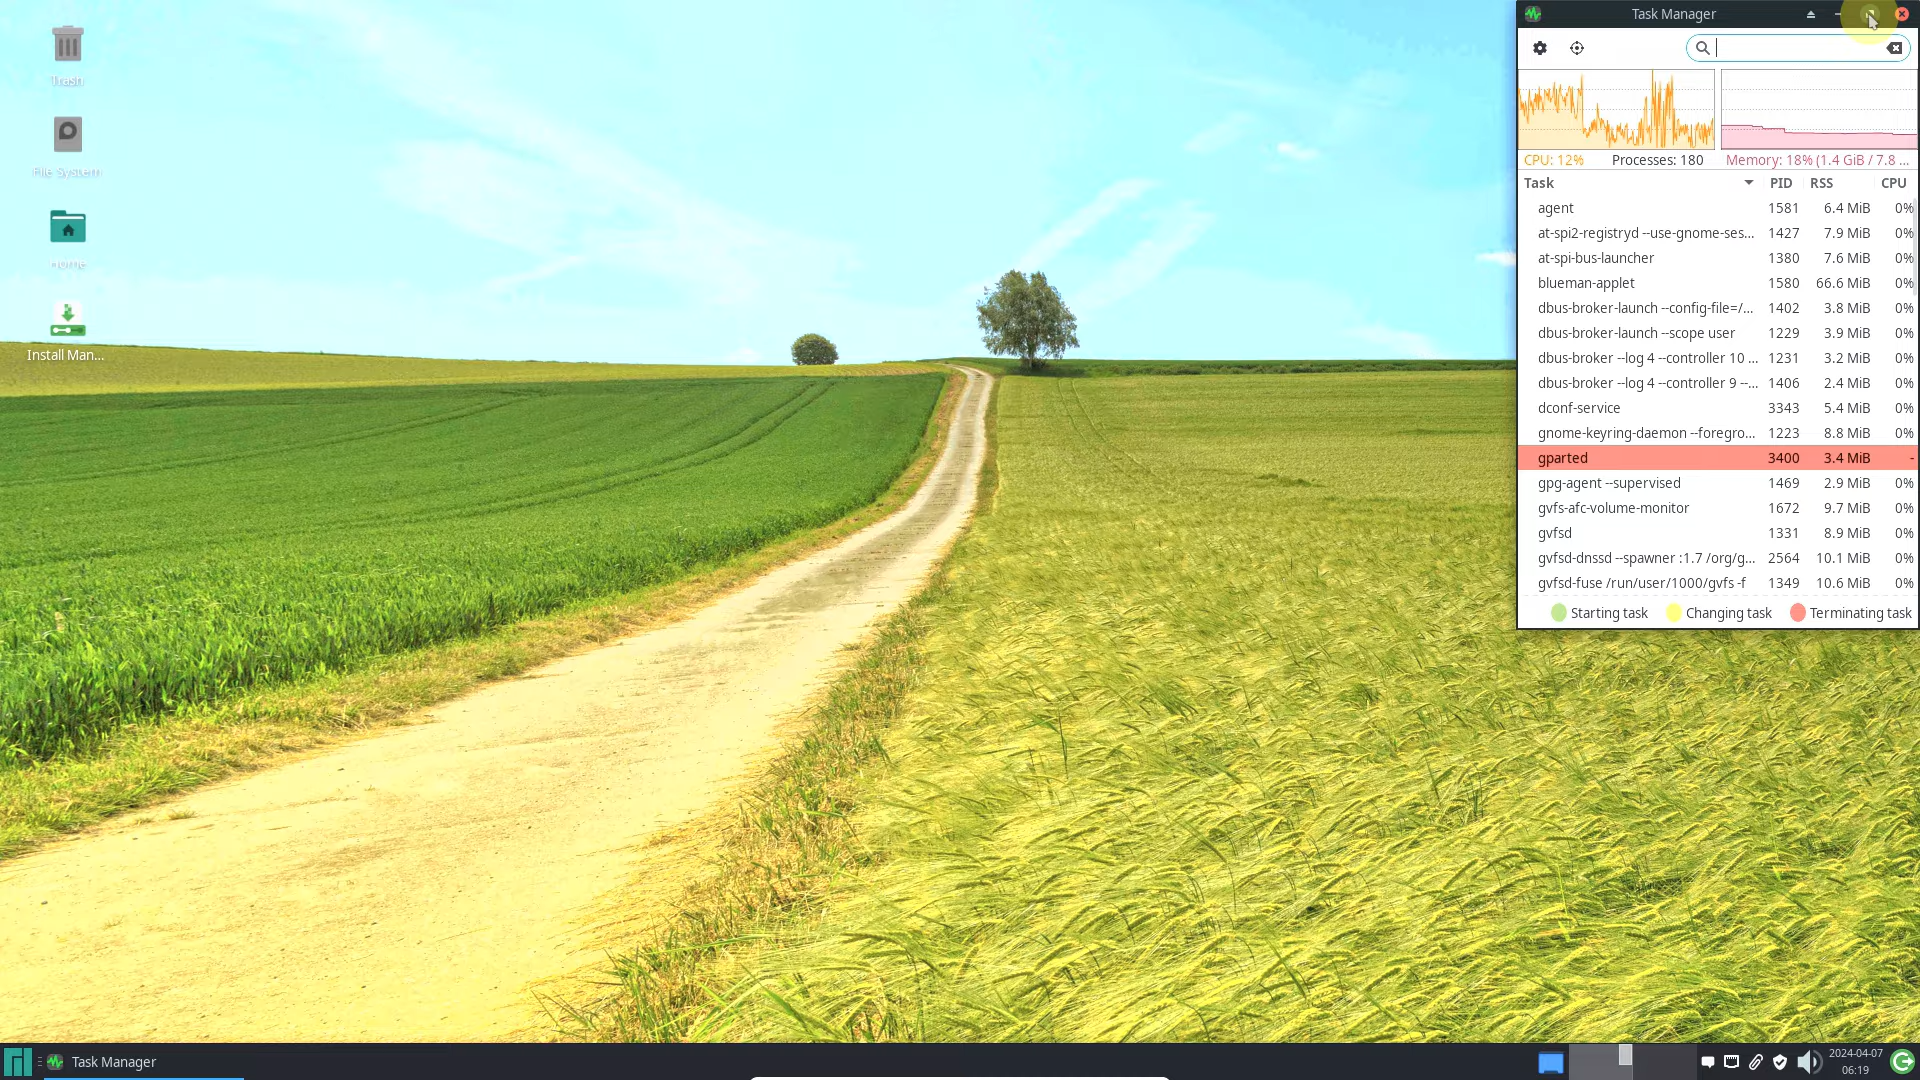 Task Manager
Trash
File System
Home
Install Man...
CPU: 12% Processes: 180 Memory: 18% (1.4 GiB / 7.8 ...
Task PID RSS CPU
agent 1581 6.4 MiB 0%
at-spi2-registryd --use-gnome-ses... 1427 7.9 MiB 0%
at-spi-bus-launcher 1380 7.6 MiB 0%
blueman-applet 1580 66.6 MiB 0%
dbus-broker-launch --config-file=/... 1402 3.8 MiB 0%
dbus-broker-launch --scope user 1229 3.9 MiB 0%
dbus-broker --log 4 --controller 10 ... 1231 3.2 MiB 0%
dbus-broker --log 4 --controller 9 --... 1406 2.4 MiB 0%
dconf-service 3343 5.4 MiB 0%
gnome-keyring-daemon --foregro... 1223 8.8 MiB 0%
gparted 3400 3.4 MiB -
gpg-agent --supervised 1469 2.9 MiB 0%
gvfs-afc-volume-monitor 1672 9.7 MiB 0%
gvfsd 1331 8.9 MiB 0%
gvfsd-dnssd --spawner :1.7 /org/g... 2564 10.1 MiB 0%
gvfsd-fuse /run/user/1000/gvfs -f 1349 10.6 MiB 0%
Starting task Changing task Terminating task
Task Manager
2024-04-07
06:19